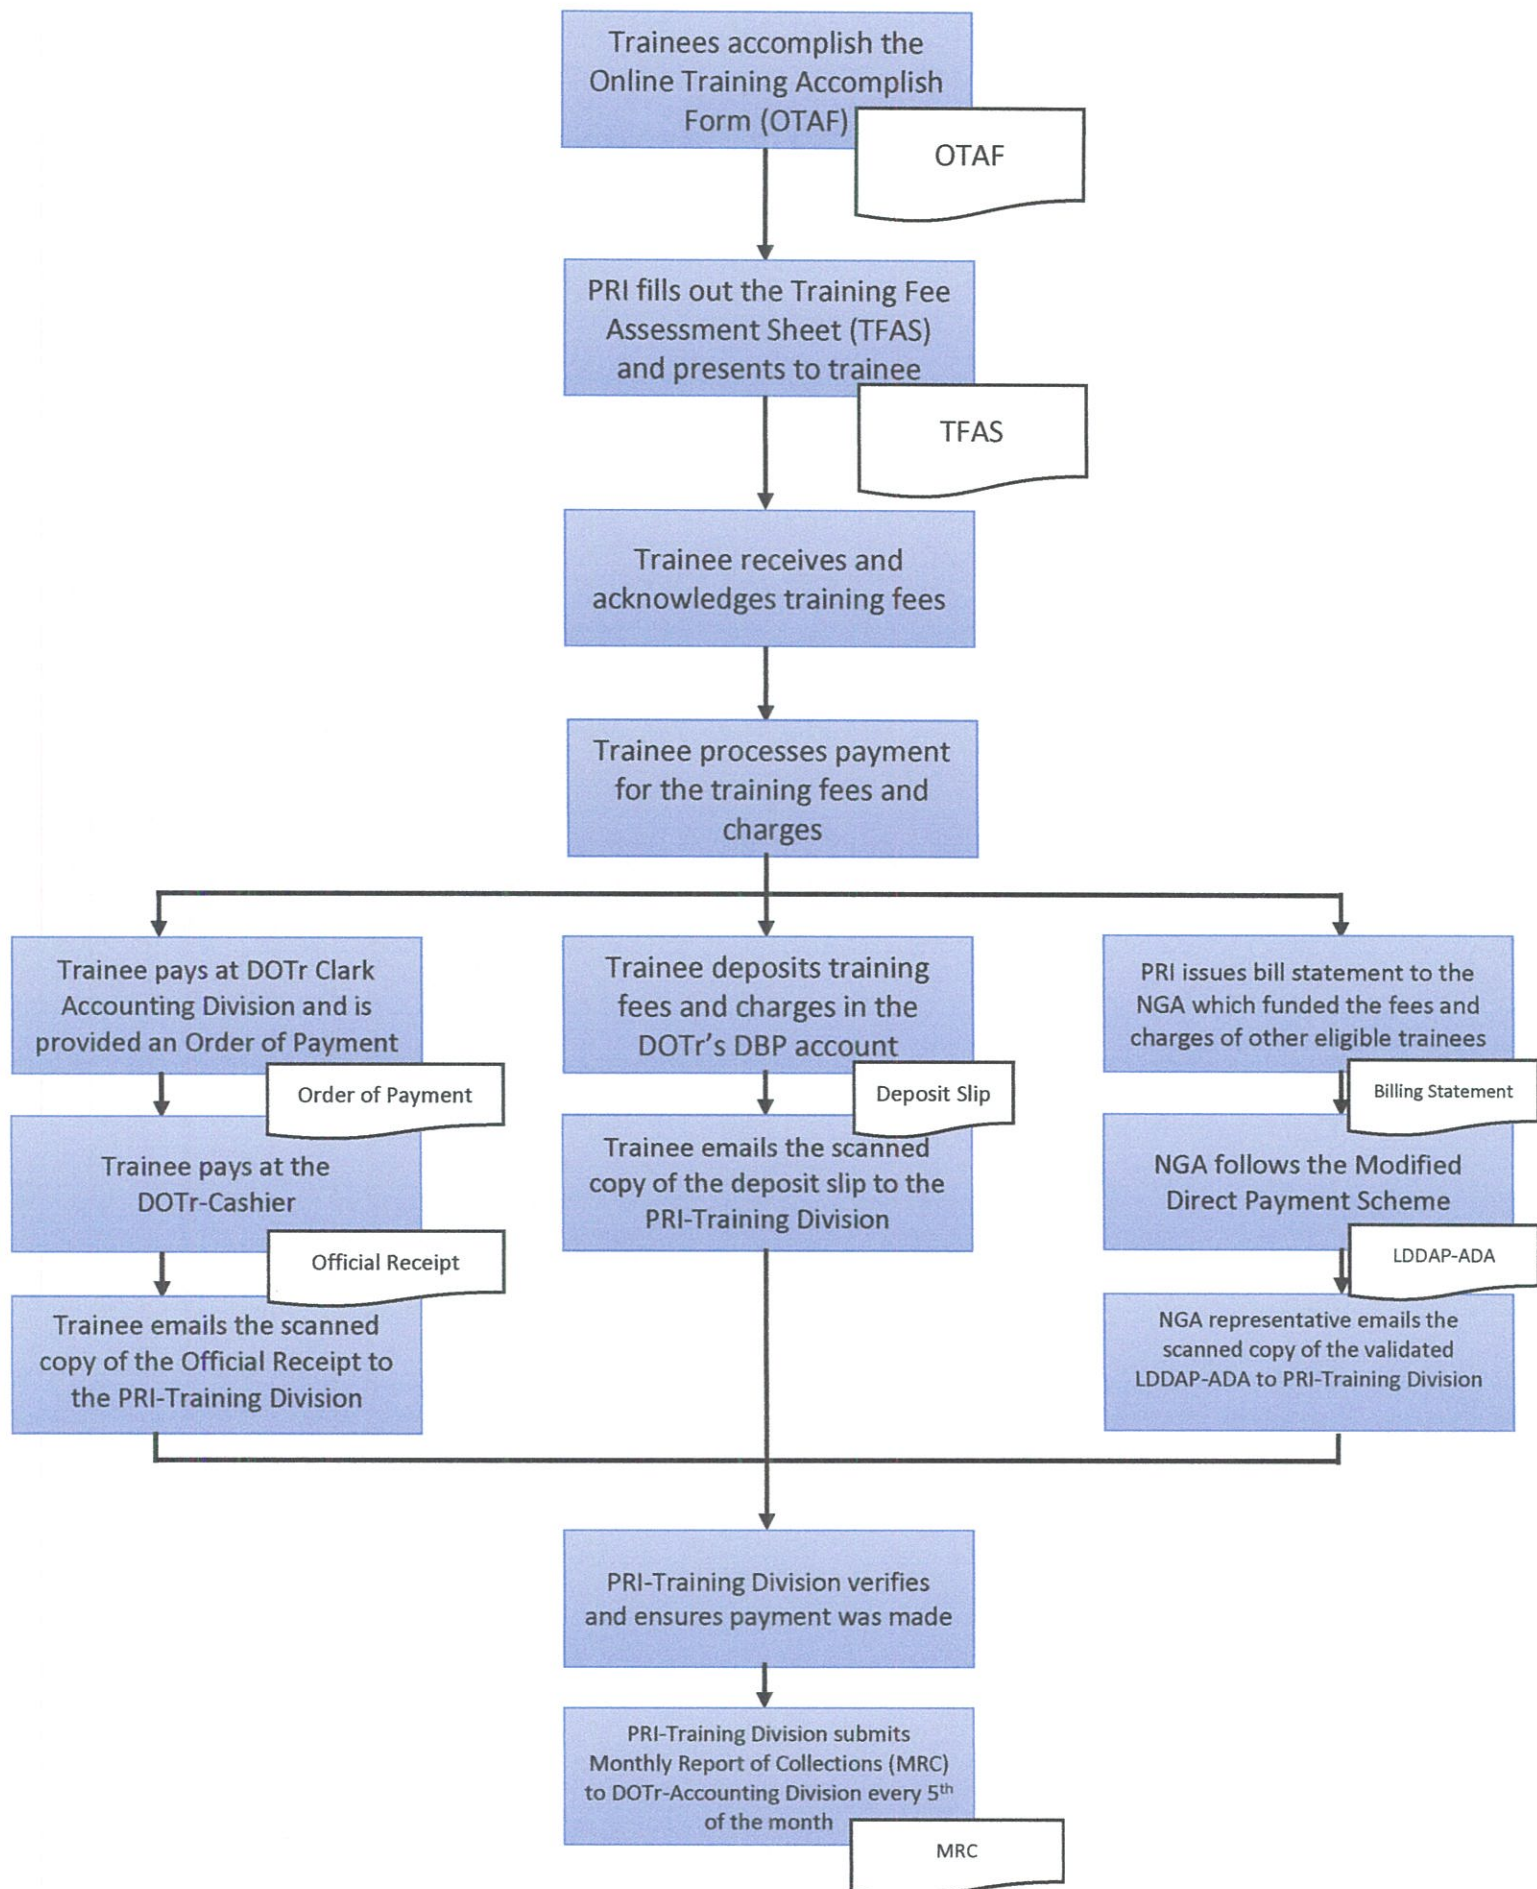 Trainees accomplish the
Online Training Accomplish
Form (OTAF)
OTAF
PRI fills out the Training Fee
Assessment Sheet (TFAS)
and presents to trainee
TFAS
Trainee receives and
acknowledges training fees
Trainee processes payment
for the training fees and
charges
Trainee pays at DOTr Clark
Accounting Division and is
provided an Order of Payment
Order of Payment
Trainee pays at the
DOTr-Cashier
Official Receipt
Trainee emails the scanned
copy of the Official Receipt to
the PRI-Training Division
Trainee deposits training
fees and charges in the
DOTr's DBP account
Deposit Slip
Trainee emails the scanned
copy of the deposit slip to the
PRI-Training Division
PRI issues bill statement to the
NGA which funded the fees and
charges of other eligible trainees
Billing Statement
NGA follows the Modified
Direct Payment Scheme
LDDAP-ADA
NGA representative emails the
scanned copy of the validated
LDDAP-ADA to PRI-Training Division
PRI-Training Division verifies
and ensures payment was made
PRI-Training Division submits
Monthly Report of Collections (MRC)
to DOTr-Accounting Division every 5th
of the month
MRC